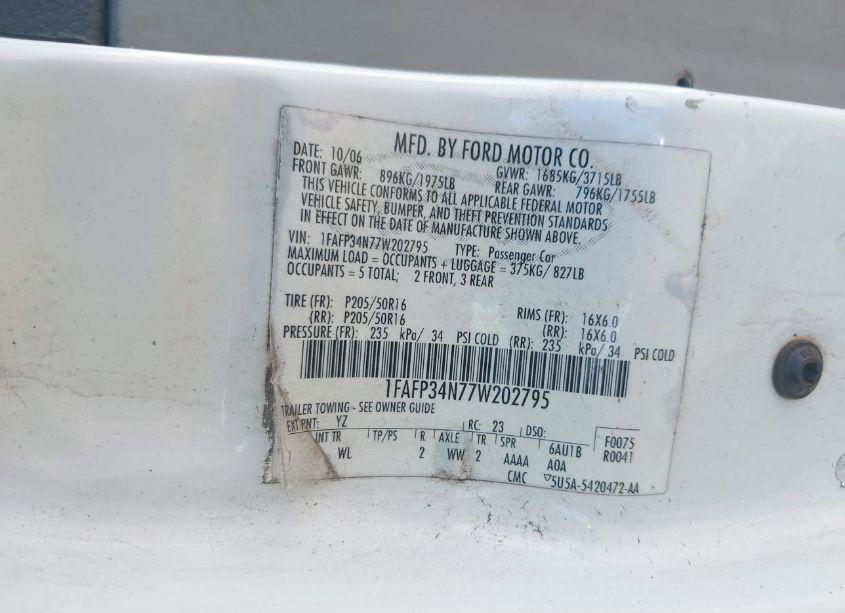 MFD. BY FORD MOTOR CO.
DATE: 10/06 GVWR: 1685KG/3715LB
FRONT GAWR: 896KG/1975LB REAR GAWR: 796KG/1755LB
THIS VEHICLE CONFORMS TO ALL APPLICABLE FEDERAL MOTOR
VEHICLE SAFETY, BUMPER, AND THEFT PREVENTION STANDARDS
IN EFFECT ON THE DATE OF MANUFACTURE SHOWN ABOVE.
VIN: 1FAFP34N77W202795 TYPE: Passenger Car
MAXIMUM LOAD = OCCUPANTS + LUGGAGE = 375KG/ 827LB
OCCUPANTS = 5 TOTAL; 2 FRONT, 3 REAR
TIRE (FR): P205/50R16 RIMS (FR): 16X6.0
(RR): P205/50R16 (RR): 16X6.0
PRESSURE (FR): 235 kPa/ 34 PSI COLD (RR): 235 kPa/ 34 PSI COLD
1FAFP34N77W202795
TRAILER TOWING - SEE OWNER GUIDE
EXT PNT: YZ RC: 23 DSO: F0075
INT TR TP/PS R AXLE TR SPR 6AU1B R0041
WL 2 WW 2 AAAA A0A
CMC ▽5U5A-5420472-AA